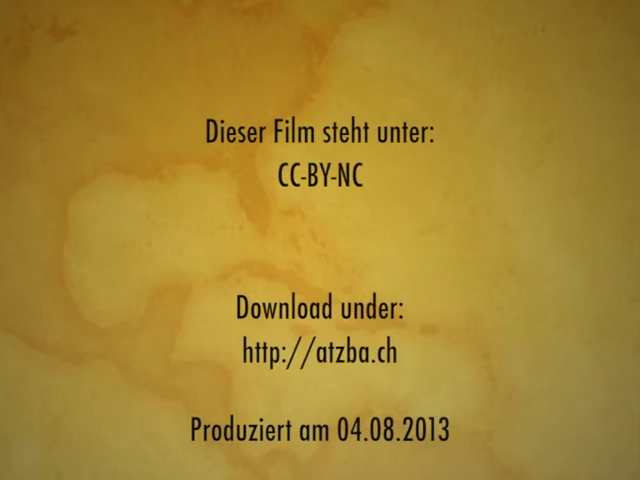 Dieser Film steht unter:
CC-BY-NC
Download under:
http://atzba.ch
Produziert am 04.08.2013